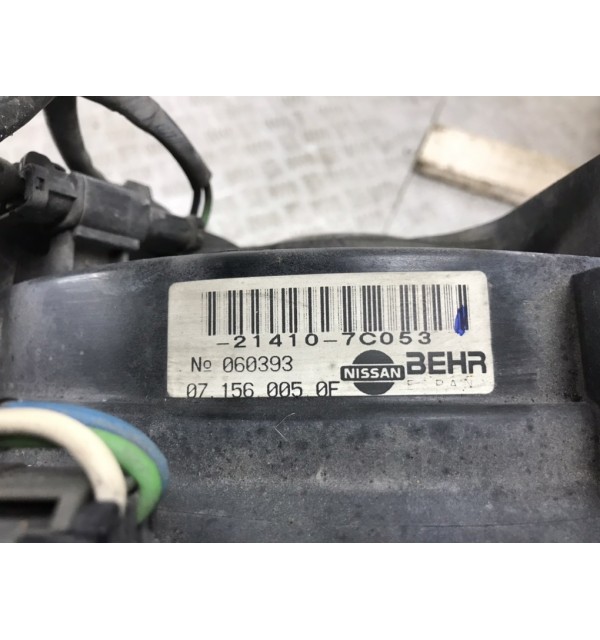 -21410-7C053
№ 060393
NISSAN BEHR
07.156.005.0F